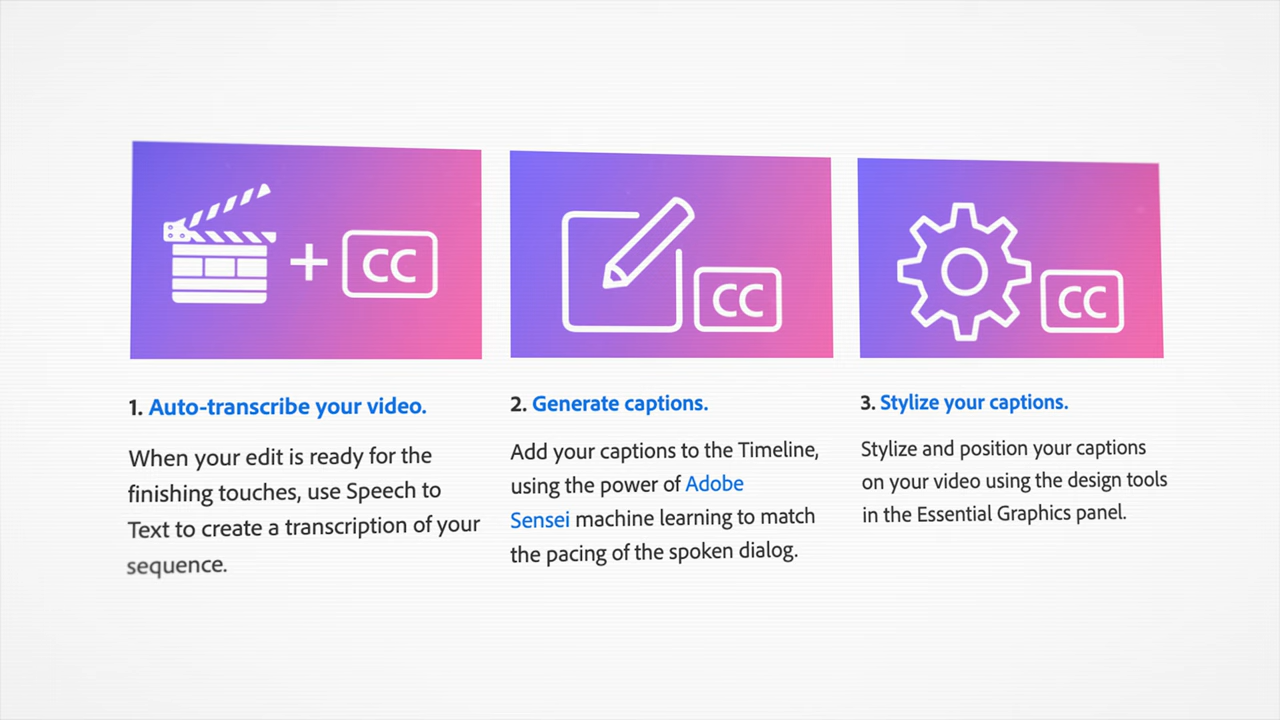 CC
CC
CC
1. Auto-transcribe your video.
When your edit is ready for the
finishing touches, use Speech to
Text to create a transcription of your
sequence.
2. Generate captions.
Add your captions to the Timeline,
using the power of Adobe
Sensei machine learning to match
the pacing of the spoken dialog.
3. Stylize your captions.
Stylize and position your captions
on your video using the design tools
in the Essential Graphics panel.